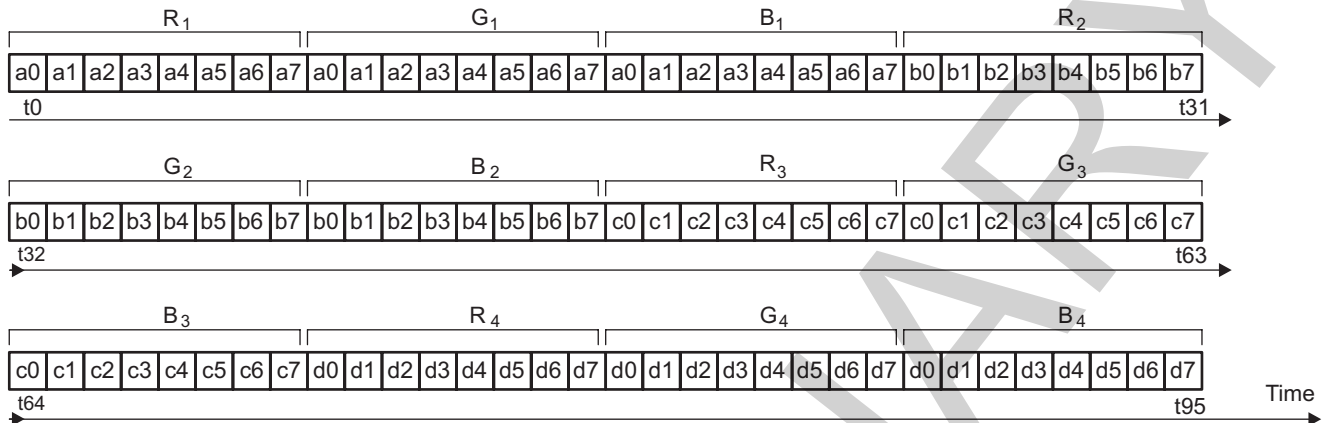 R1 G1 B1 R2
a0 a1 a2 a3 a4 a5 a6 a7 a0 a1 a2 a3 a4 a5 a6 a7 a0 a1 a2 a3 a4 a5 a6 a7 b0 b1 b2 b3 b4 b5 b6 b7
t0 t31
G2 B2 R3 G3
b0 b1 b2 b3 b4 b5 b6 b7 b0 b1 b2 b3 b4 b5 b6 b7 c0 c1 c2 c3 c4 c5 c6 c7 c0 c1 c2 c3 c4 c5 c6 c7
t32 t63
B3 R4 G4 B4
c0 c1 c2 c3 c4 c5 c6 c7 d0 d1 d2 d3 d4 d5 d6 d7 d0 d1 d2 d3 d4 d5 d6 d7 d0 d1 d2 d3 d4 d5 d6 d7
t64 t95 Time